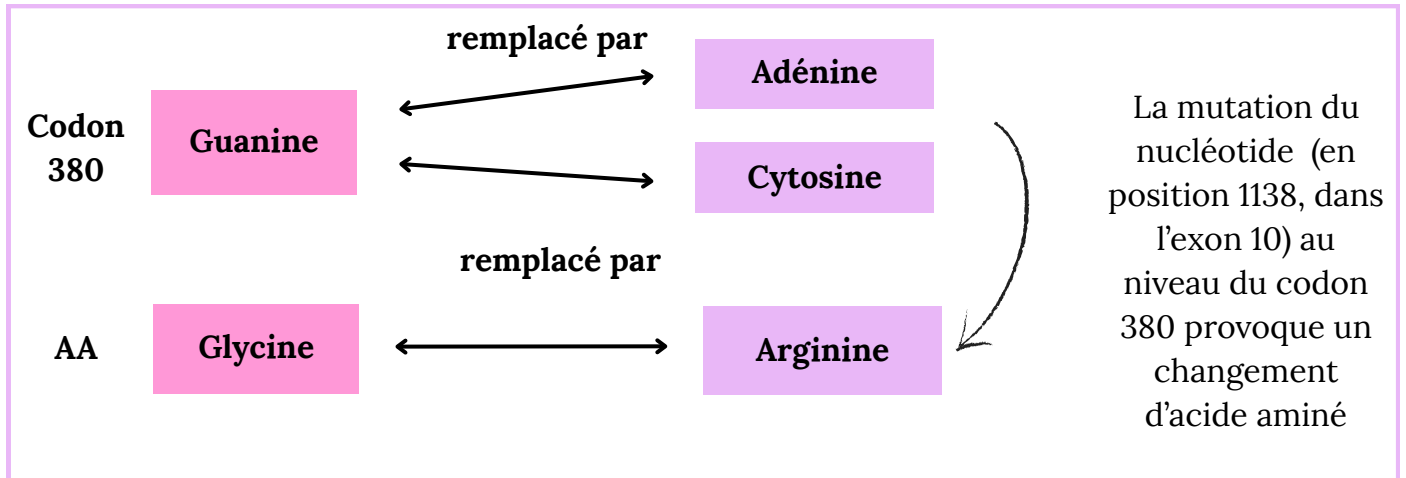 remplacé par
Codon
380
Guanine
Adénine
Cytosine
remplacé par
AA
Glycine
Arginine
La mutation du
nucléotide (en
position 1138, dans
l'exon 10) au
niveau du codon
380 provoque un
changement
d'acide aminé